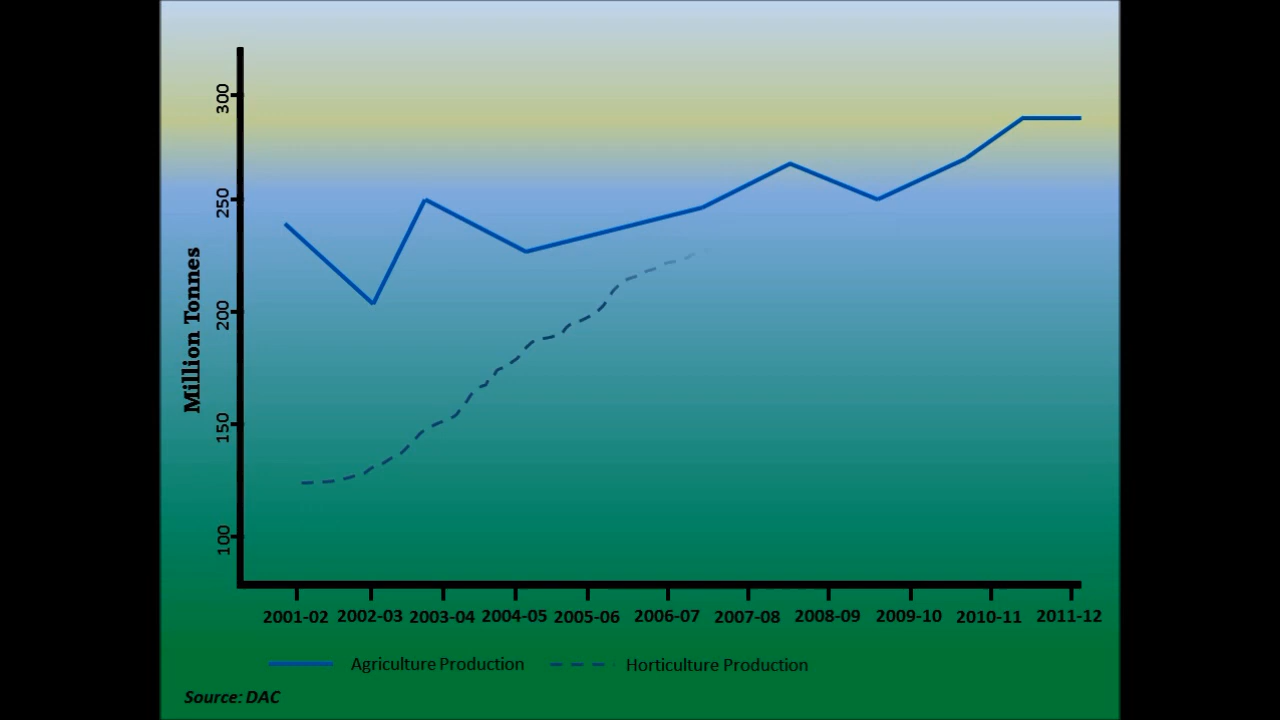 300
250
200
150
100
Million Tonnes
2001-02 2002-03 2003-04 2004-05 2005-06 2006-07 2007-08 2008-09 2009-10 2010-11 2011-12
Agriculture Production Horticulture Production
Source: DAC